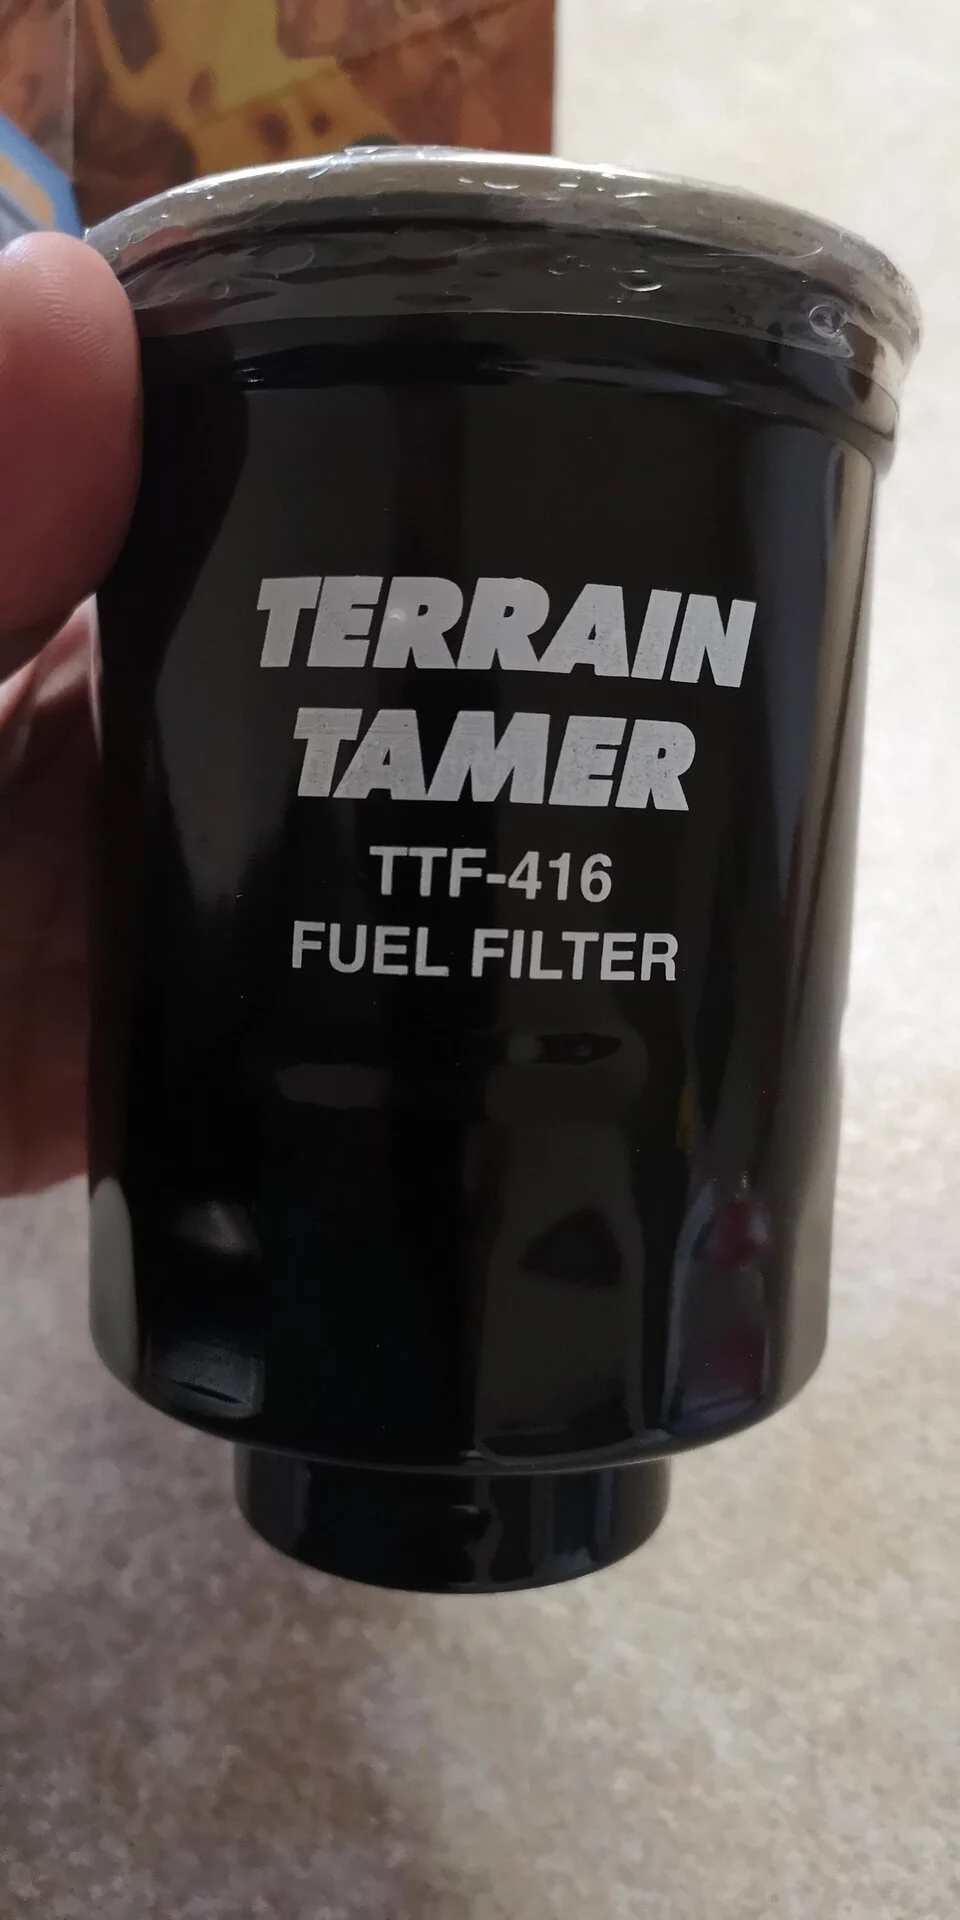 TERRAIN
TAMER
TTF-416
FUEL FILTER